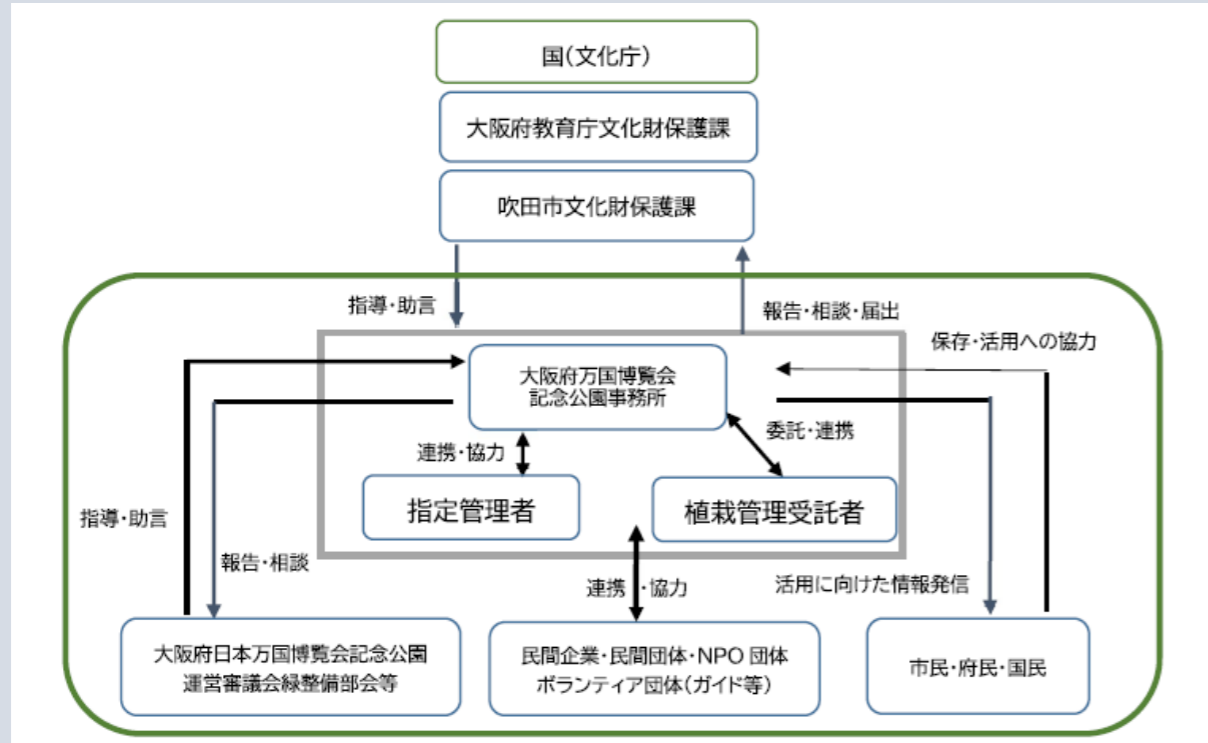 国(文化庁)
大阪府教育庁文化財保護課
吹田市文化財保護課
指導・助言
報告・相談・届出
保存・活用への協力
大阪府万国博覧会
記念公園事務所
委託・連携
連携・協力
指定管理者
植栽管理受託者
指導・助言
報告・相談
連携・協力
活用に向けた情報発信
大阪府日本万国博覧会記念公園
運営審議会緑整備部会等
民間企業・民間団体・NPO 団体
ボランティア団体(ガイド等)
市民・府民・国民